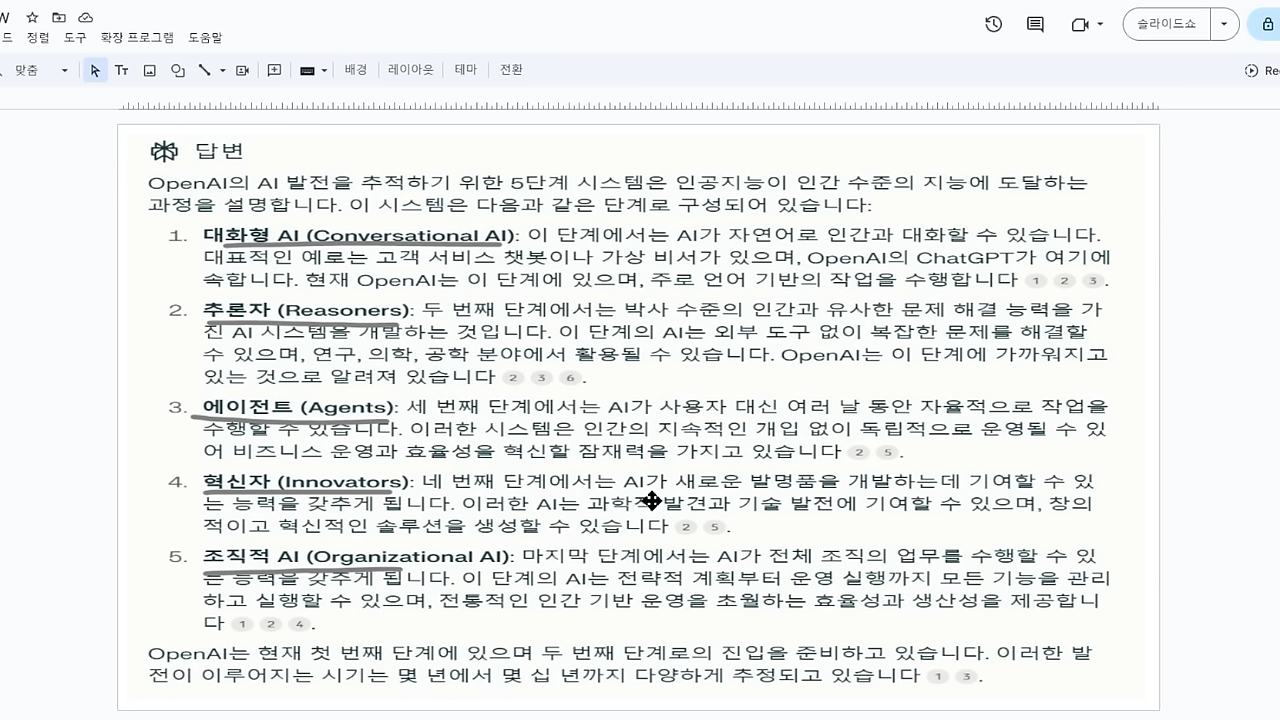 드 정렬 도구 확장 프로그램 도움말
슬라이드쇼
맞춤 배경 레이아웃 테마 전환
답변
OpenAI의 AI 발전을 추적하기 위한 5단계 시스템은 인공지능이 인간 수준의 지능에 도달하는
과정을 설명합니다. 이 시스템은 다음과 같은 단계로 구성되어 있습니다:
1. 대화형 AI (Conversational AI): 이 단계에서는 AI가 자연어로 인간과 대화할 수 있습니다.
대표적인 예로는 고객 서비스 챗봇이나 가상 비서가 있으며, OpenAI의 ChatGPT가 여기에
속합니다. 현재 OpenAI는 이 단계에 있으며, 주로 언어 기반의 작업을 수행합니다 1 2 3.
2. 추론자 (Reasoners): 두 번째 단계에서는 박사 수준의 인간과 유사한 문제 해결 능력을 가
진 AI 시스템을 개발하는 것입니다. 이 단계의 AI는 외부 도구 없이 복잡한 문제를 해결할
수 있으며, 연구, 의학, 공학 분야에서 활용될 수 있습니다. OpenAI는 이 단계에 가까워지고
있는 것으로 알려져 있습니다 2 3 6.
3. 에이전트 (Agents): 세 번째 단계에서는 AI가 사용자 대신 여러 날 동안 자율적으로 작업을
수행할 수 있습니다. 이러한 시스템은 인간의 지속적인 개입 없이 독립적으로 운영될 수 있
어 비즈니스 운영과 효율성을 혁신할 잠재력을 가지고 있습니다 2 5.
4. 혁신자 (Innovators): 네 번째 단계에서는 AI가 새로운 발명품을 개발하는데 기여할 수 있
는 능력을 갖추게 됩니다. 이러한 AI는 과학적 발견과 기술 발전에 기여할 수 있으며, 창의
적이고 혁신적인 솔루션을 생성할 수 있습니다 2 5.
5. 조직적 AI (Organizational AI): 마지막 단계에서는 AI가 전체 조직의 업무를 수행할 수 있
는 능력을 갖추게 됩니다. 이 단계의 AI는 전략적 계획부터 운영 실행까지 모든 기능을 관리
하고 실행할 수 있으며, 전통적인 인간 기반 운영을 초월하는 효율성과 생산성을 제공합니
다 1 2 4.
OpenAI는 현재 첫 번째 단계에 있으며 두 번째 단계로의 진입을 준비하고 있습니다. 이러한 발
전이 이루어지는 시기는 몇 년에서 몇 십 년까지 다양하게 추정되고 있습니다 1 3.